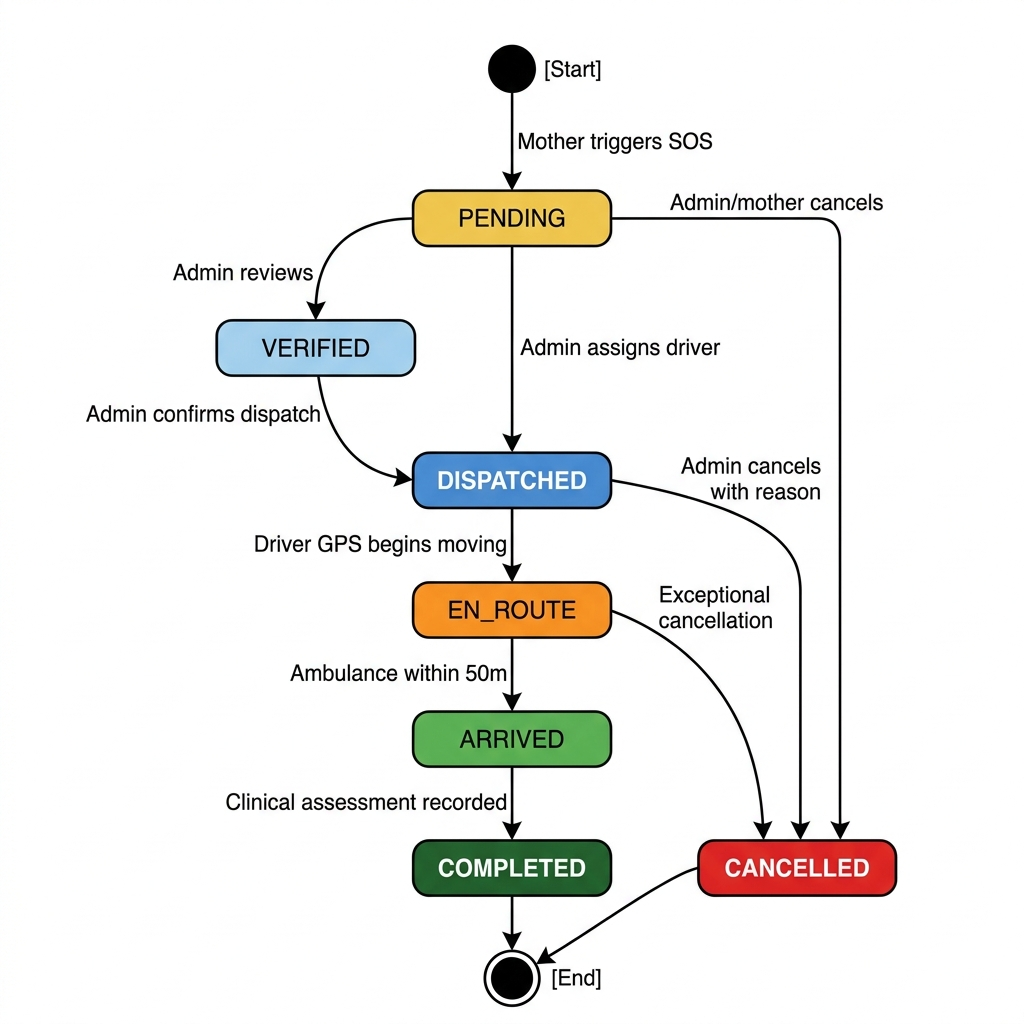 [Start]
Mother triggers SOS
Admin/mother cancels
PENDING
Admin reviews
VERIFIED
Admin assigns driver
Admin confirms dispatch
Admin cancels
with reason
DISPATCHED
Driver GPS begins moving
Exceptional
cancellation
EN_ROUTE
Ambulance within 50m
ARRIVED
Clinical assessment recorded
COMPLETED
CANCELLED
[End]